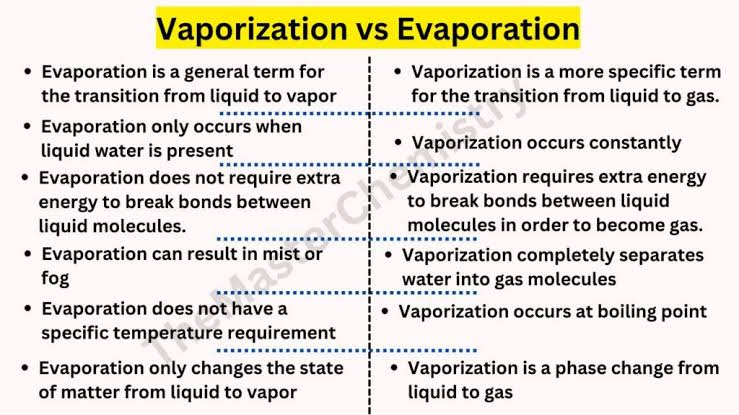 Vaporization vs Evaporation
• Evaporation is a general term for
the transition from liquid to vapor
• Vaporization is a more specific term
for the transition from liquid to gas.
• Evaporation only occurs when
liquid water is present
• Vaporization occurs constantly
• Evaporation does not require extra
energy to break bonds between
liquid molecules.
• Vaporization requires extra energy
to break bonds between liquid
molecules in order to become gas.
• Evaporation can result in mist or
fog
• Vaporization completely separates
water into gas molecules
• Evaporation does not have a
specific temperature requirement
• Vaporization occurs at boiling point
• Evaporation only changes the state
of matter from liquid to vapor
• Vaporization is a phase change from
liquid to gas
TheMasterChemistry